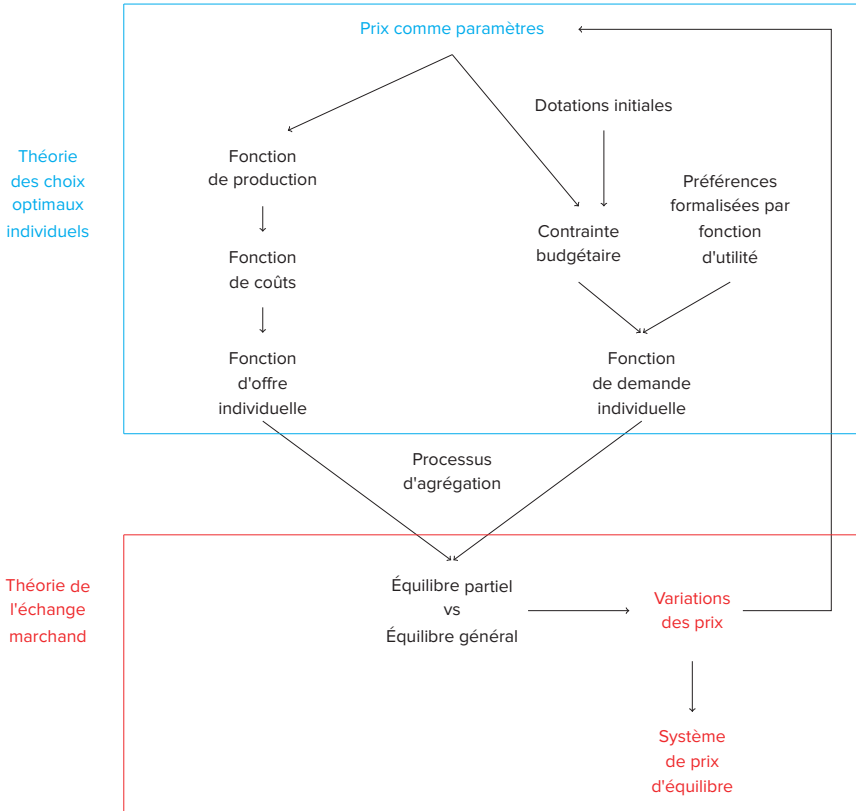 Prix comme paramètres
Dotations initiales
Théorie
des choix
optimaux
individuels
Fonction
de production
Préférences
formalisées par
fonction
d'utilité
Contrainte
budgétaire
Fonction
de coûts
Fonction
d'offre
individuelle
Fonction
de demande
individuelle
Processus
d'agrégation
Théorie de
l'échange
marchand
Équilibre partiel
vs
Équilibre général
Variations
des prix
Système
de prix
d'équilibre